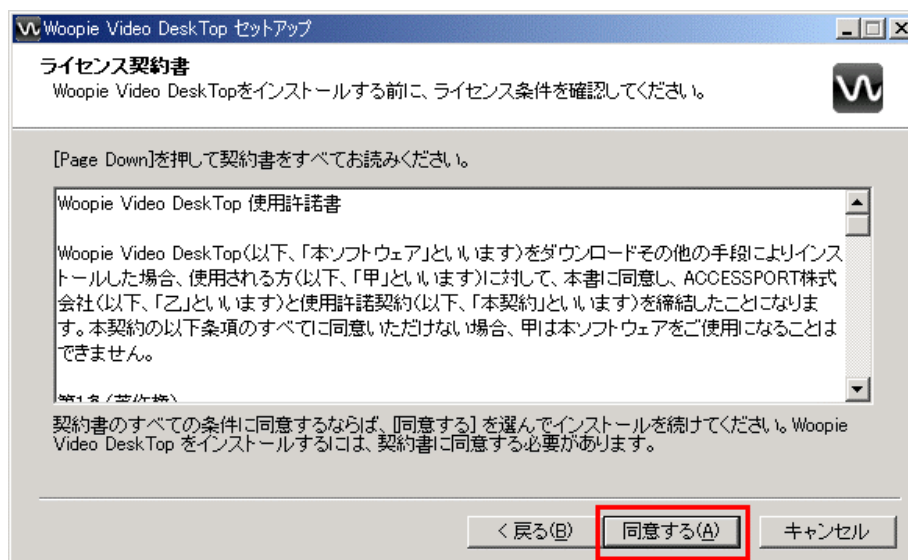 Woopie Video DeskTop セットアップ
ライセンス契約書
Woopie Video DeskTopをインストールする前に、ライセンス条件を確認してください。
[Page Down]を押して契約書をすべてお読みください。
Woopie Video DeskTop 使用許諾書
Woopie Video DeskTop(以下、「本ソフトウェア」といいます)をダウンロードその他の手段によりインス
トールした場合、使用される方(以下、「甲」といいます)に対して、本書に同意し、ACCESSPORT株式
会社(以下、「乙」といいます)と使用許諾契約(以下、「本契約」といいます)を締結したことになりま
す。本契約の以下条項のすべてに同意いただけない場合、甲は本ソフトウェアをご使用になることは
できません。
第1条(著作権)
契約書のすべての条件に同意するならば、[同意する] を選んでインストールを続けてください。Woopie
Video DeskTop をインストールするには、契約書に同意する必要があります。
< 戻る(B)
同意する(A)
キャンセル